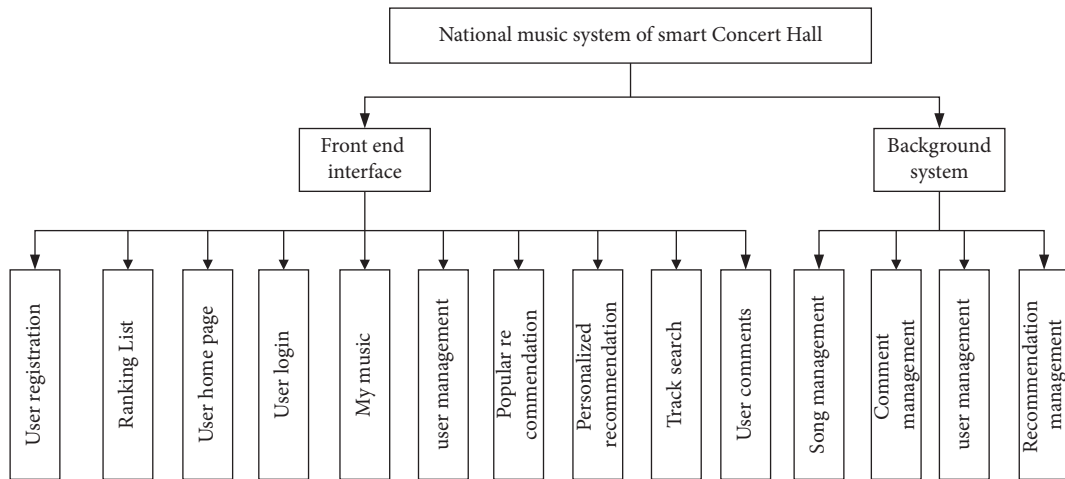 National music system of smart Concert Hall
Front end
interface
Background
system
User registration
Ranking List
User home page
User login
My music
user management
Popular re
commendation
Personalized
recommendation
Track search
User comments
Song management
Comment
management
user management
Recommendation
management